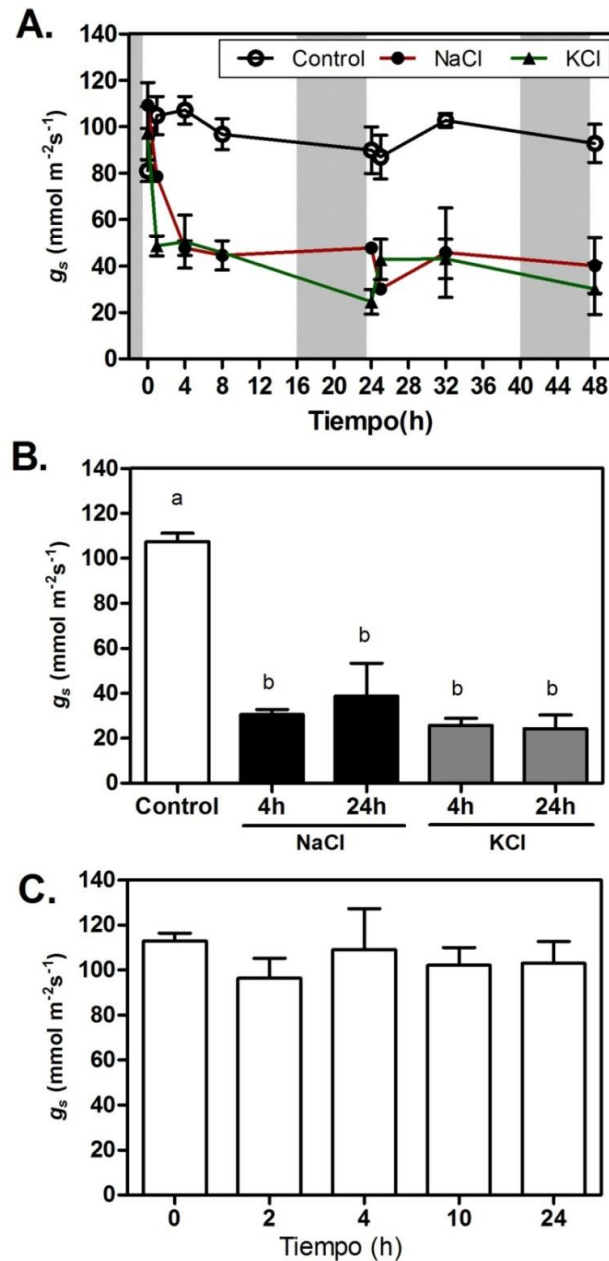 A.
Control NaCl KCl
140
120
100
80
60
40
20
0
gₛ (mmol m⁻²s⁻¹)
0 4 8 12 16 20 24 28 32 36 40 44 48
Tiempo(h)
B.
140
120
100
80
60
40
20
0
gₛ (mmol m⁻²s⁻¹)
a
b b b b
Control 4h 24h 4h 24h
NaCl KCl
C.
140
120
100
80
60
40
20
0
gₛ (mmol m⁻²s⁻¹)
0 2 4 10 24
Tiempo (h)